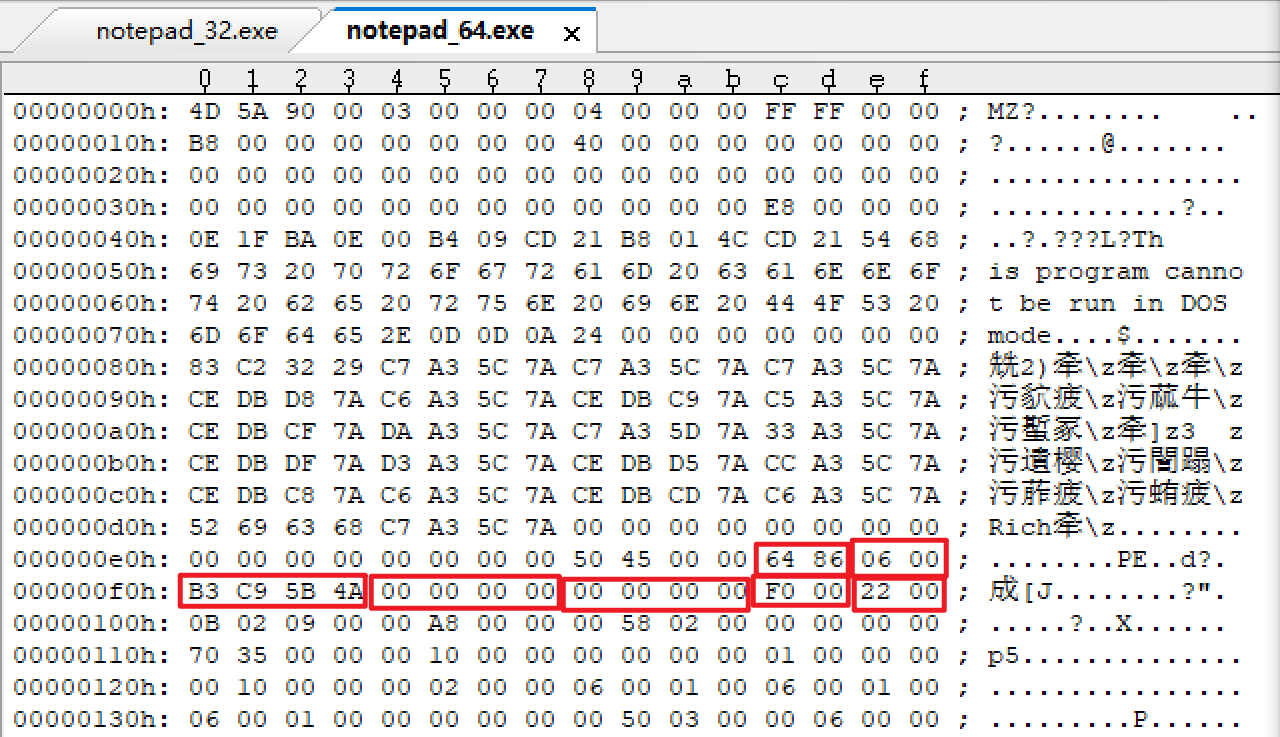 notepad_32.exe notepad_64.exe ×
0 1 2 3 4 5 6 7 8 9 a b c d e f
00000000h: 4D 5A 90 00 03 00 00 00 04 00 00 00 FF FF 00 00 ; MZ?........ ..
00000010h: B8 00 00 00 00 00 00 00 40 00 00 00 00 00 00 00 ; ?......@.......
00000020h: 00 00 00 00 00 00 00 00 00 00 00 00 00 00 00 00 ; ................
00000030h: 00 00 00 00 00 00 00 00 00 00 00 00 E8 00 00 00 ; ............?..
00000040h: 0E 1F BA 0E 00 B4 09 CD 21 B8 01 4C CD 21 54 68 ; ..?.???L?Th
00000050h: 69 73 20 70 72 6F 67 72 61 6D 20 63 61 6E 6E 6F ; is program canno
00000060h: 74 20 62 65 20 72 75 6E 20 69 6E 20 44 4F 53 20 ; t be run in DOS
00000070h: 6D 6F 64 65 2E 0D 0D 0A 24 00 00 00 00 00 00 00 ; mode....$.......
00000080h: 83 C2 32 29 C7 A3 5C 7A C7 A3 5C 7A C7 A3 5C 7A ; 兟2)牵\z牵\z牵\z
00000090h: CE DB D8 7A C6 A3 5C 7A CE DB C9 7A C5 A3 5C 7A ; 污貁疲\z污蓏牛\z
000000a0h: CE DB CF 7A DA A3 5C 7A C7 A3 5D 7A 33 A3 5C 7A ; 污蟴冢\z牵]z3 z
000000b0h: CE DB DF 7A D3 A3 5C 7A CE DB D5 7A CC A3 5C 7A ; 污遺樱\z污誾蹋\z
000000c0h: CE DB C8 7A C6 A3 5C 7A CE DB CD 7A C6 A3 5C 7A ; 污葄疲\z污蛕疲\z
000000d0h: 52 69 63 68 C7 A3 5C 7A 00 00 00 00 00 00 00 00 ; Rich牵\z........
000000e0h: 00 00 00 00 00 00 00 00 50 45 00 00 64 86 06 00 ; ........PE..d?.
000000f0h: B3 C9 5B 4A 00 00 00 00 00 00 00 00 F0 00 22 00 ; 成[J........?".
00000100h: 0B 02 09 00 00 A8 00 00 00 58 02 00 00 00 00 00 ; .....?..X......
00000110h: 70 35 00 00 00 10 00 00 00 00 00 00 01 00 00 00 ; p5..............
00000120h: 00 10 00 00 00 02 00 00 06 00 01 00 06 00 01 00 ; ................
00000130h: 06 00 01 00 00 00 00 00 00 50 03 00 00 06 00 00 ; .........P......